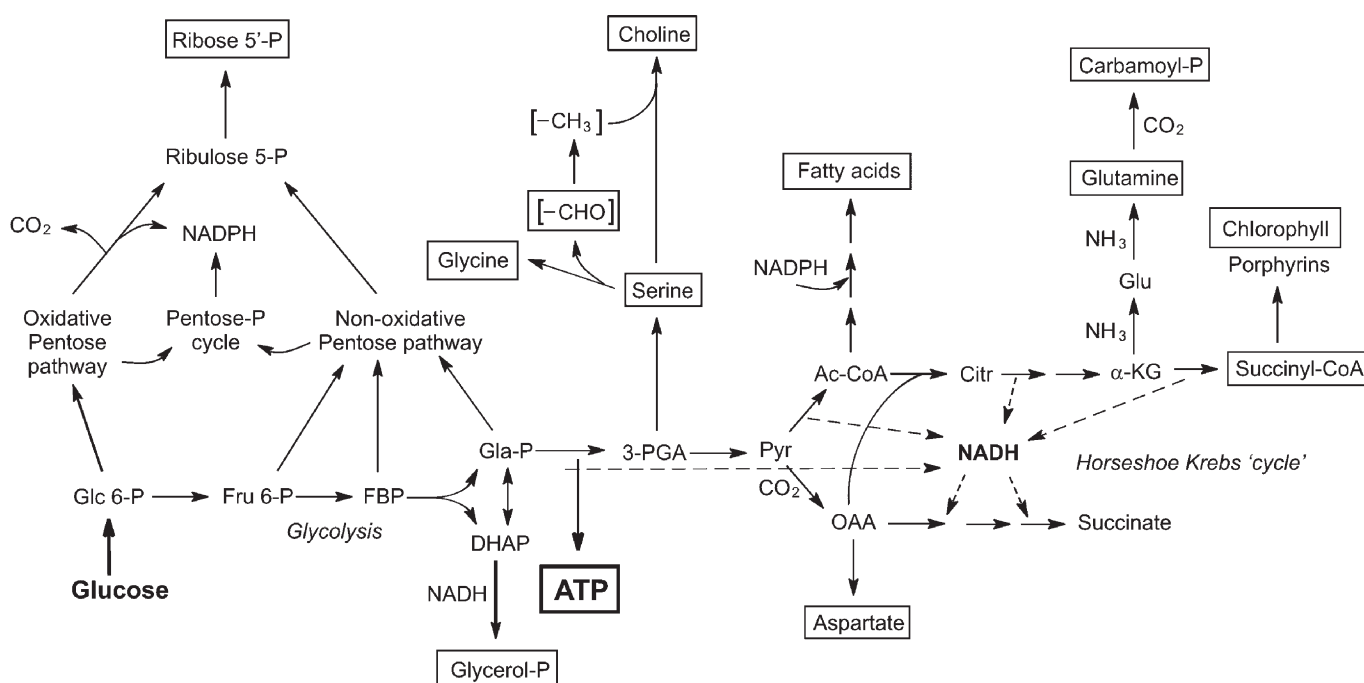 Ribose 5'-P
Choline
Carbamoyl-P
[–CH₃]
CO₂
Ribulose 5-P
Fatty acids
Glutamine
[–CHO]
CO₂
NADPH
NH₃
Chlorophyll
Glycine
NADPH
Porphyrins
Serine
Glu
Oxidative
Pentose
pathway
Pentose-P
cycle
Non-oxidative
Pentose pathway
NH₃
Ac-CoA
Citr
α-KG
Succinyl-CoA
Gla-P
3-PGA
Pyr
NADH
Horseshoe Krebs 'cycle'
CO₂
Glc 6-P
Fru 6-P
FBP
Glycolysis
OAA
Succinate
DHAP
Glucose
NADH
ATP
Aspartate
Glycerol-P